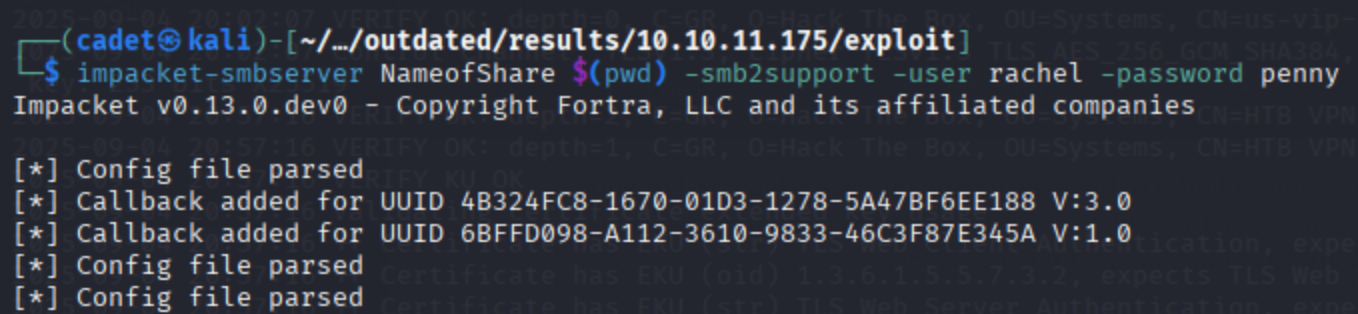 ┌──(cadet㉿kali)-[~/…/outdated/results/10.10.11.175/exploit]
└─$ impacket-smbserver NameofShare $(pwd) -smb2support -user rachel -password penny
Impacket v0.13.0.dev0 - Copyright Fortra, LLC and its affiliated companies
[*] Config file parsed
[*] Callback added for UUID 4B324FC8-1670-01D3-1278-5A47BF6EE188 V:3.0
[*] Callback added for UUID 6BFFD098-A112-3610-9833-46C3F87E345A V:1.0
[*] Config file parsed
[*] Config file parsed